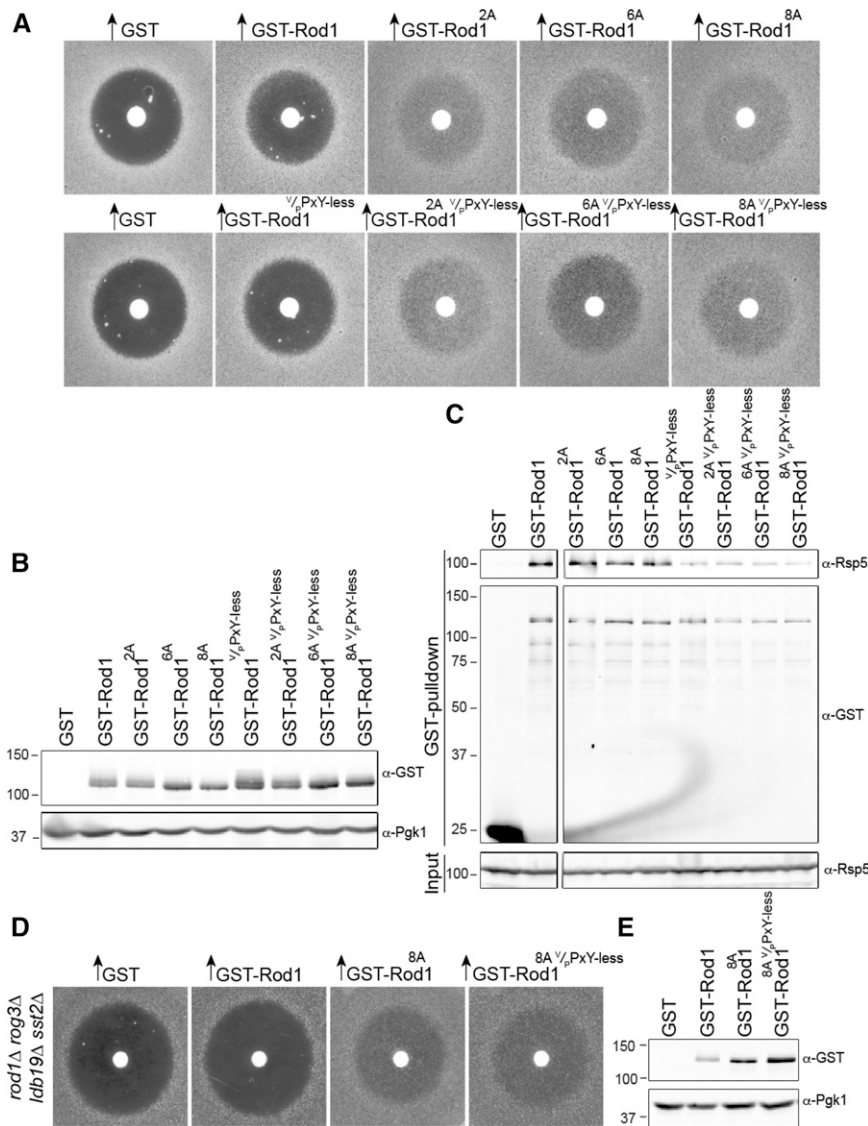 A
↑GST ↑GST-Rod1 ↑GST-Rod1 2A ↑GST-Rod1 6A ↑GST-Rod1 8A
↑GST ↑GST-Rod1 V/PPxY-less ↑GST-Rod1 2A V/PPxY-less ↑GST-Rod1 6A V/PPxY-less ↑GST-Rod1 8A V/PPxY-less
B
GST
GST-Rod1
GST-Rod1 2A
GST-Rod1 6A
GST-Rod1 8A
GST-Rod1 V/PPxY-less
GST-Rod1 2A V/PPxY-less
GST-Rod1 6A V/PPxY-less
GST-Rod1 8A V/PPxY-less
150
100
α-GST
37
α-Pgk1
C
GST
GST-Rod1
GST-Rod1 2A
GST-Rod1 6A
GST-Rod1 8A
GST-Rod1 V/PPxY-less
GST-Rod1 2A V/PPxY-less
GST-Rod1 6A V/PPxY-less
GST-Rod1 8A V/PPxY-less
GST-pulldown
100
α-Rsp5
150
100
75
50
37
25
α-GST
Input
100
α-Rsp5
D
rod1Δ rog3Δ
ldb19Δ sst2Δ
↑GST ↑GST-Rod1 ↑GST-Rod1 8A ↑GST-Rod1 8A V/PPxY-less
E
GST
GST-Rod1
GST-Rod1 8A
GST-Rod1 8A V/PPxY-less
150
100
α-GST
37
α-Pgk1